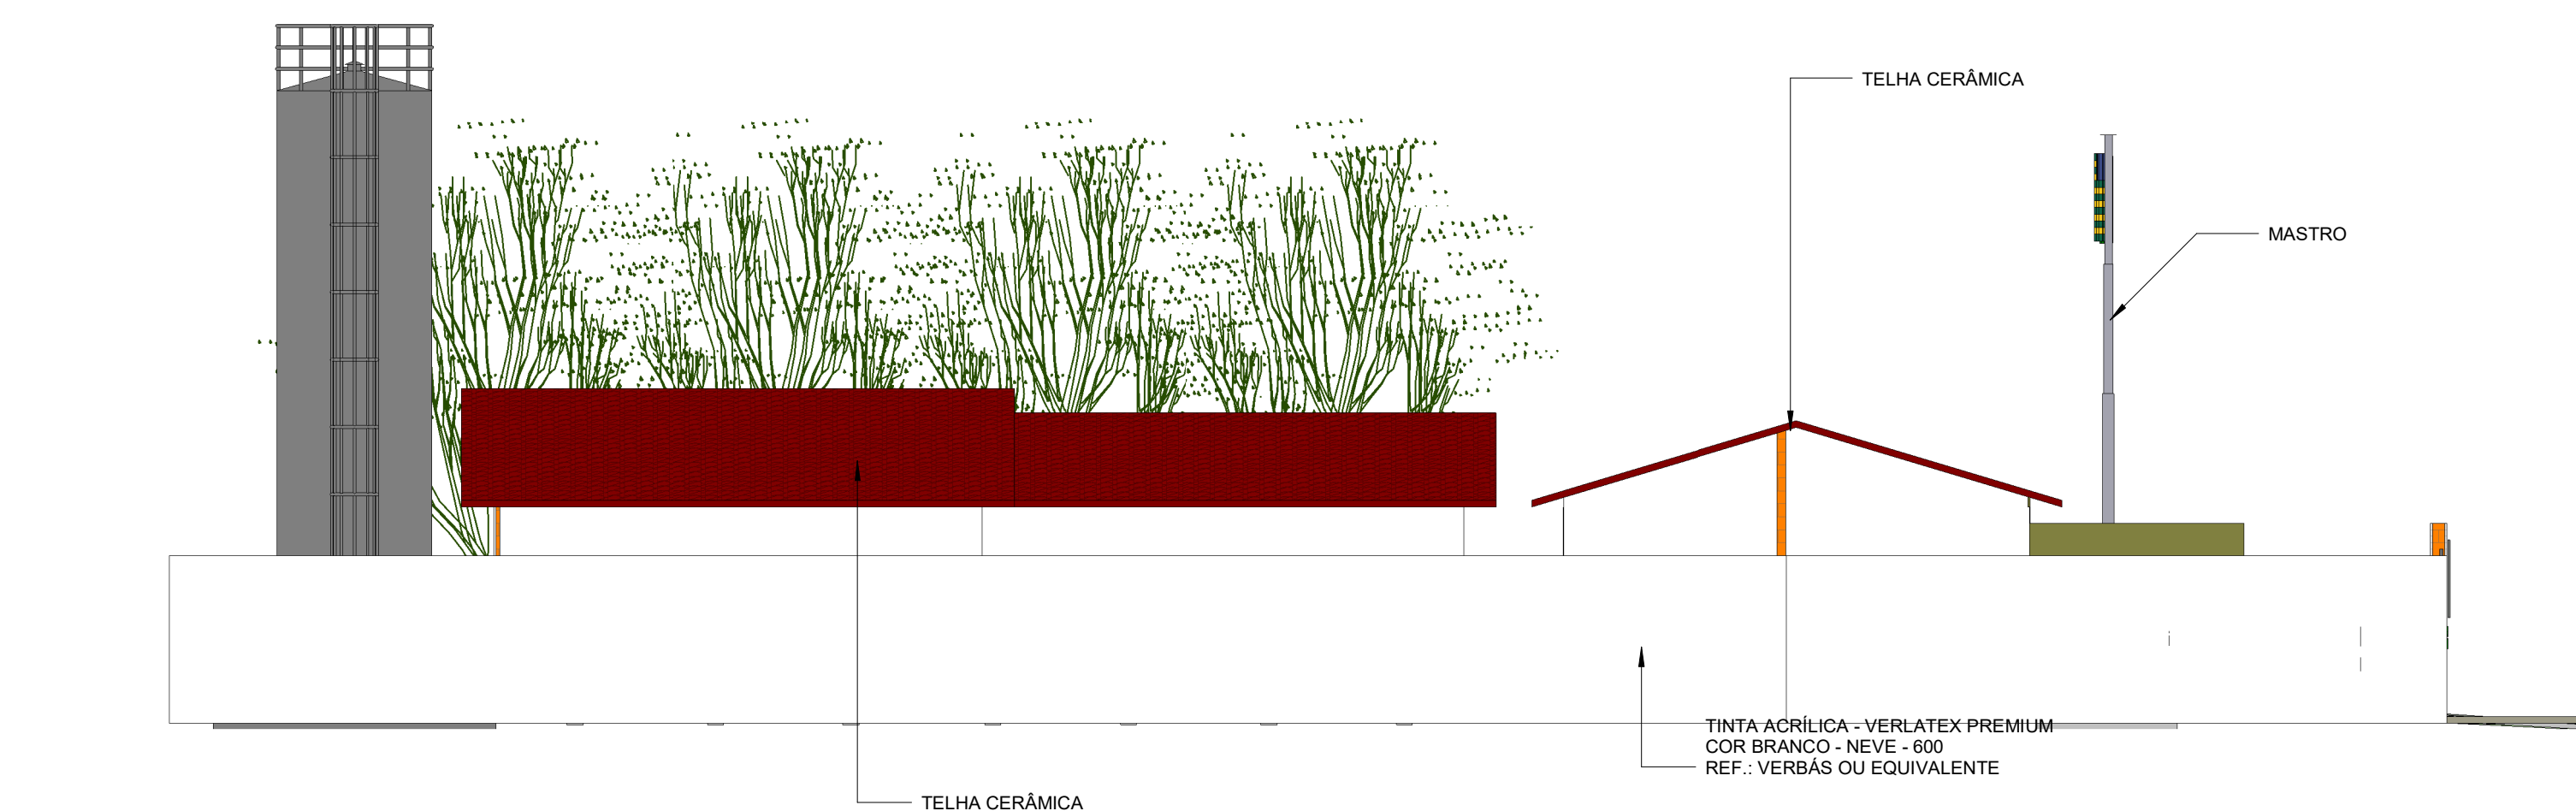 TELHA CERÂMICA
MASTRO
TINTA ACRÍLICA - VERLATEX PREMIUM
COR BRANCO - NEVE - 600
REF.: VERBÁS OU EQUIVALENTE
TELHA CERÂMICA